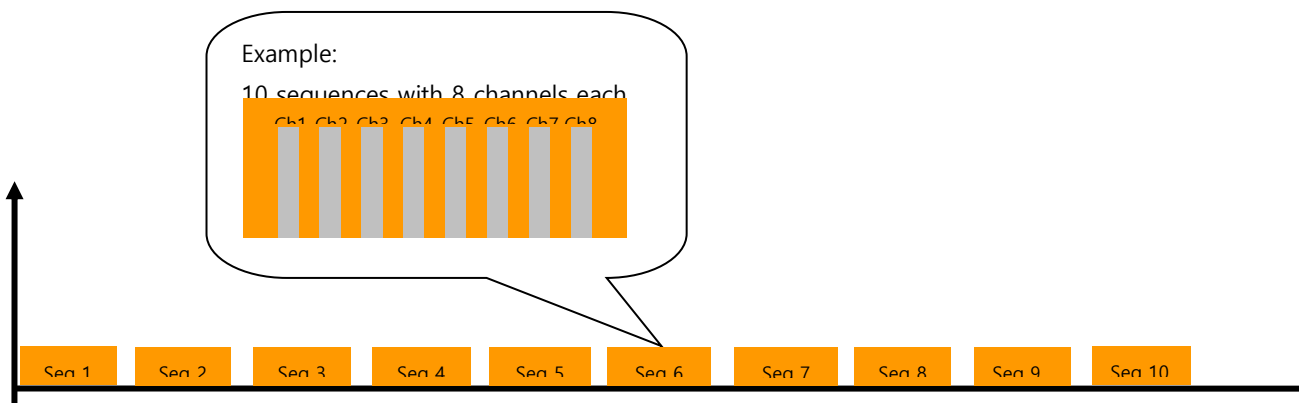 Example:
10 sequences with 8 channels each
Ch1 Ch2 Ch3 Ch4 Ch5 Ch6 Ch7 Ch8
Seq 1 Seq 2 Seq 3 Seq 4 Seq 5 Seq 6 Seq 7 Seq 8 Seq 9 Seq 10